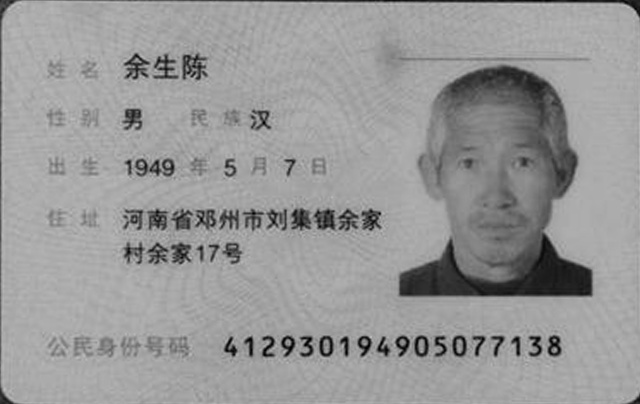 姓名 余生陈
性别 男 民族 汉
出生 1949 年 5 月 7 日
住址 河南省邓州市刘集镇余家
村余家17号
公民身份号码 412930194905077138